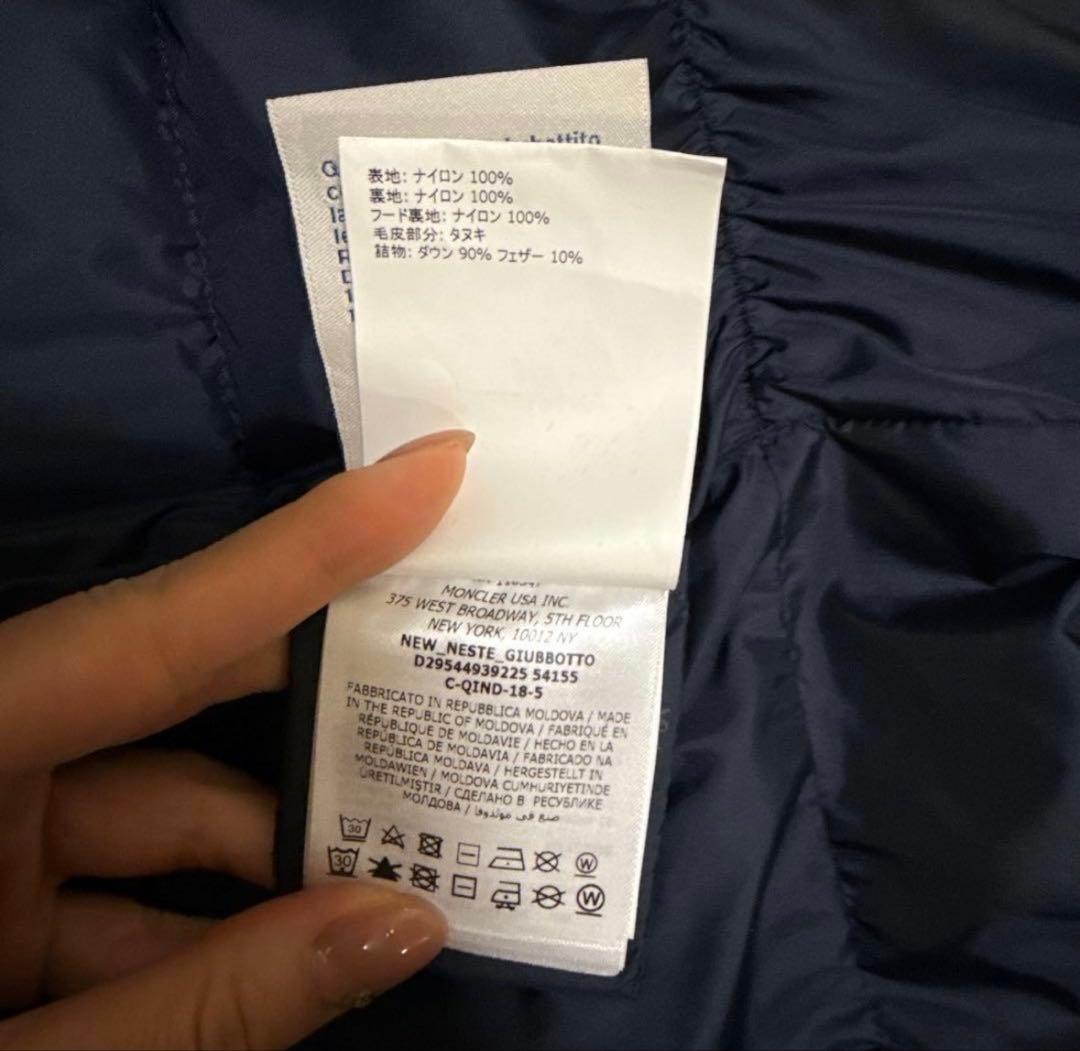 表地: ナイロン 100%
裏地: ナイロン 100%
フード裏地: ナイロン 100%
毛皮部分: タヌキ
詰物: ダウン 90% フェザー 10%
MONCLER USA INC.
375 WEST BROADWAY, 5TH FLOOR
NEW YORK, 10012 NY
NEW_NESTE_GIUBBOTTO
D29544939225 54155
C-QIND-18-5
FABBRICATO IN REPUBBLICA MOLDOVA / MADE
IN THE REPUBLIC OF MOLDOVA / FABRIQUÉ EN
RÉPUBLIQUE DE MOLDAVIE / HECHO EN LA
REPÚBLICA DE MOLDAVIA / FABRICADO NA
REPÚBLICA MOLDAVA / HERGESTELLT IN
MOLDAWIEN / MOLDOVA CUMHURIYETINDE
ÜRETILMIŞTIR / СДЕЛАНО В РЕСПУБЛИКЕ
МОЛДОВА / صنع في مولدوفا
30
W
30
W